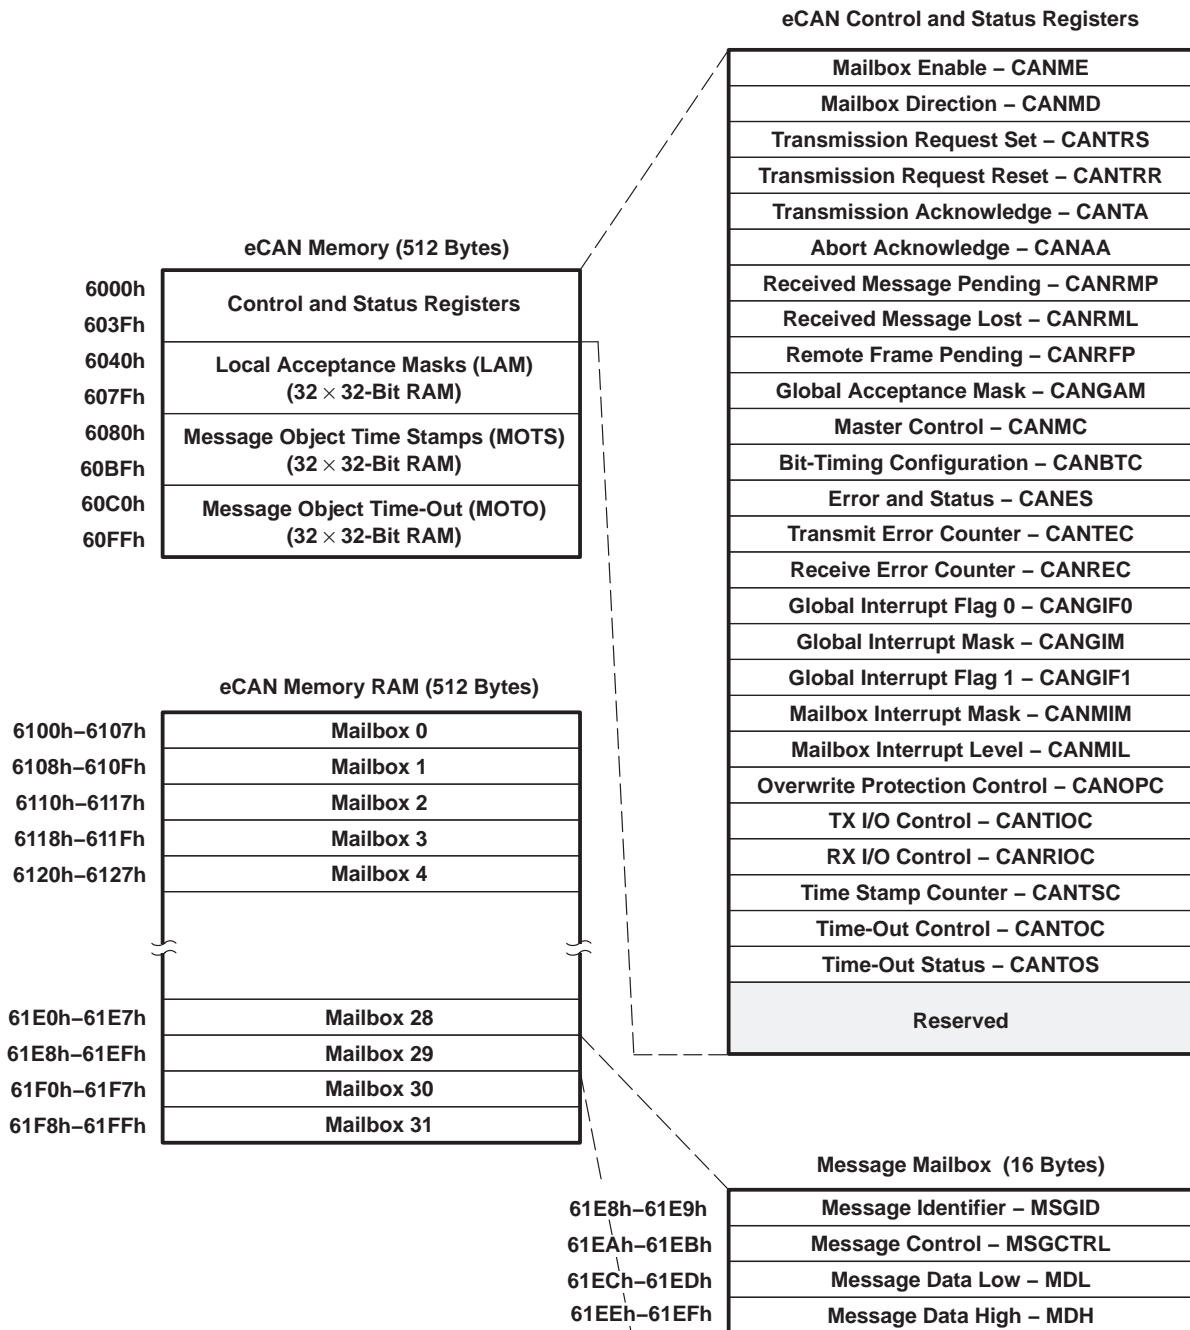 eCAN Control and Status Registers
Mailbox Enable – CANME
Mailbox Direction – CANMD
Transmission Request Set – CANTRS
Transmission Request Reset – CANTRR
Transmission Acknowledge – CANTA
Abort Acknowledge – CANAA
Received Message Pending – CANRMP
Received Message Lost – CANRML
Remote Frame Pending – CANRFP
Global Acceptance Mask – CANGAM
Master Control – CANMC
Bit-Timing Configuration – CANBTC
Error and Status – CANES
Transmit Error Counter – CANTEC
Receive Error Counter – CANREC
Global Interrupt Flag 0 – CANGIF0
Global Interrupt Mask – CANGIM
Global Interrupt Flag 1 – CANGIF1
Mailbox Interrupt Mask – CANMIM
Mailbox Interrupt Level – CANMIL
Overwrite Protection Control – CANOPC
TX I/O Control – CANTIOC
RX I/O Control – CANRIOC
Time Stamp Counter – CANTSC
Time-Out Control – CANTOC
Time-Out Status – CANTOS
Reserved
eCAN Memory (512 Bytes)
6000h
603Fh
Control and Status Registers
6040h
607Fh
Local Acceptance Masks (LAM)
(32 × 32-Bit RAM)
6080h
60BFh
Message Object Time Stamps (MOTS)
(32 × 32-Bit RAM)
60C0h
60FFh
Message Object Time-Out (MOTO)
(32 × 32-Bit RAM)
eCAN Memory RAM (512 Bytes)
6100h–6107h Mailbox 0
6108h–610Fh Mailbox 1
6110h–6117h Mailbox 2
6118h–611Fh Mailbox 3
6120h–6127h Mailbox 4
61E0h–61E7h Mailbox 28
61E8h–61EFh Mailbox 29
61F0h–61F7h Mailbox 30
61F8h–61FFh Mailbox 31
Message Mailbox (16 Bytes)
61E8h–61E9h Message Identifier – MSGID
61EAh–61EBh Message Control – MSGCTRL
61ECh–61EDh Message Data Low – MDL
61EEh–61EFh Message Data High – MDH